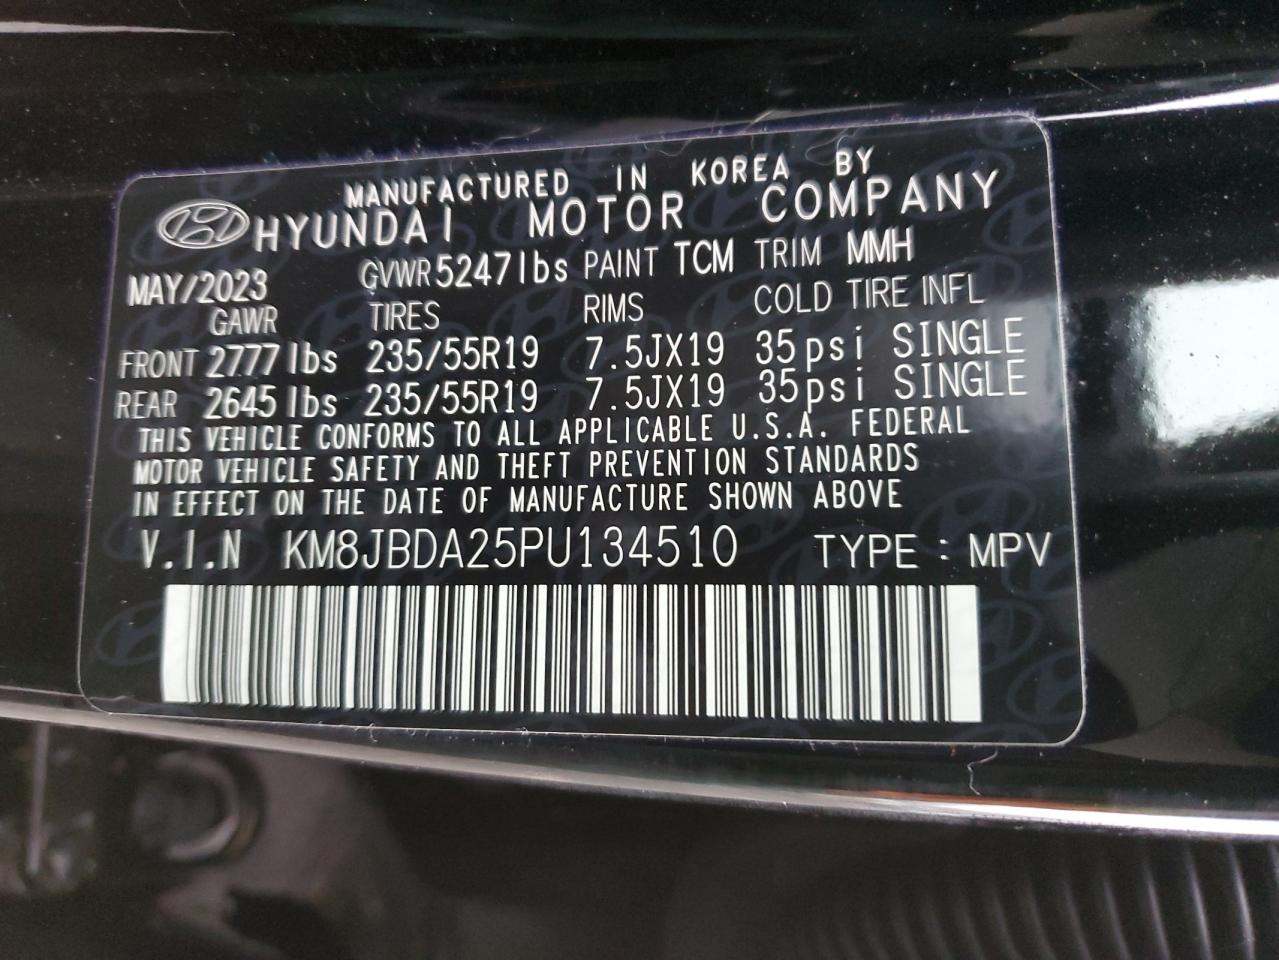 MANUFACTURED IN KOREA BY
HYUNDAI MOTOR COMPANY
MAY/2023 GVWR 5247lbs PAINT TCM TRIM MMH
GAWR TIRES RIMS COLD TIRE INFL
FRONT 2777lbs 235/55R19 7.5JX19 35psi SINGLE
REAR 2645lbs 235/55R19 7.5JX19 35psi SINGLE
THIS VEHICLE CONFORMS TO ALL APPLICABLE U.S.A. FEDERAL
MOTOR VEHICLE SAFETY AND THEFT PREVENTION STANDARDS
IN EFFECT ON THE DATE OF MANUFACTURE SHOWN ABOVE
V.I.N KM8JBDA25PU134510 TYPE : MPV